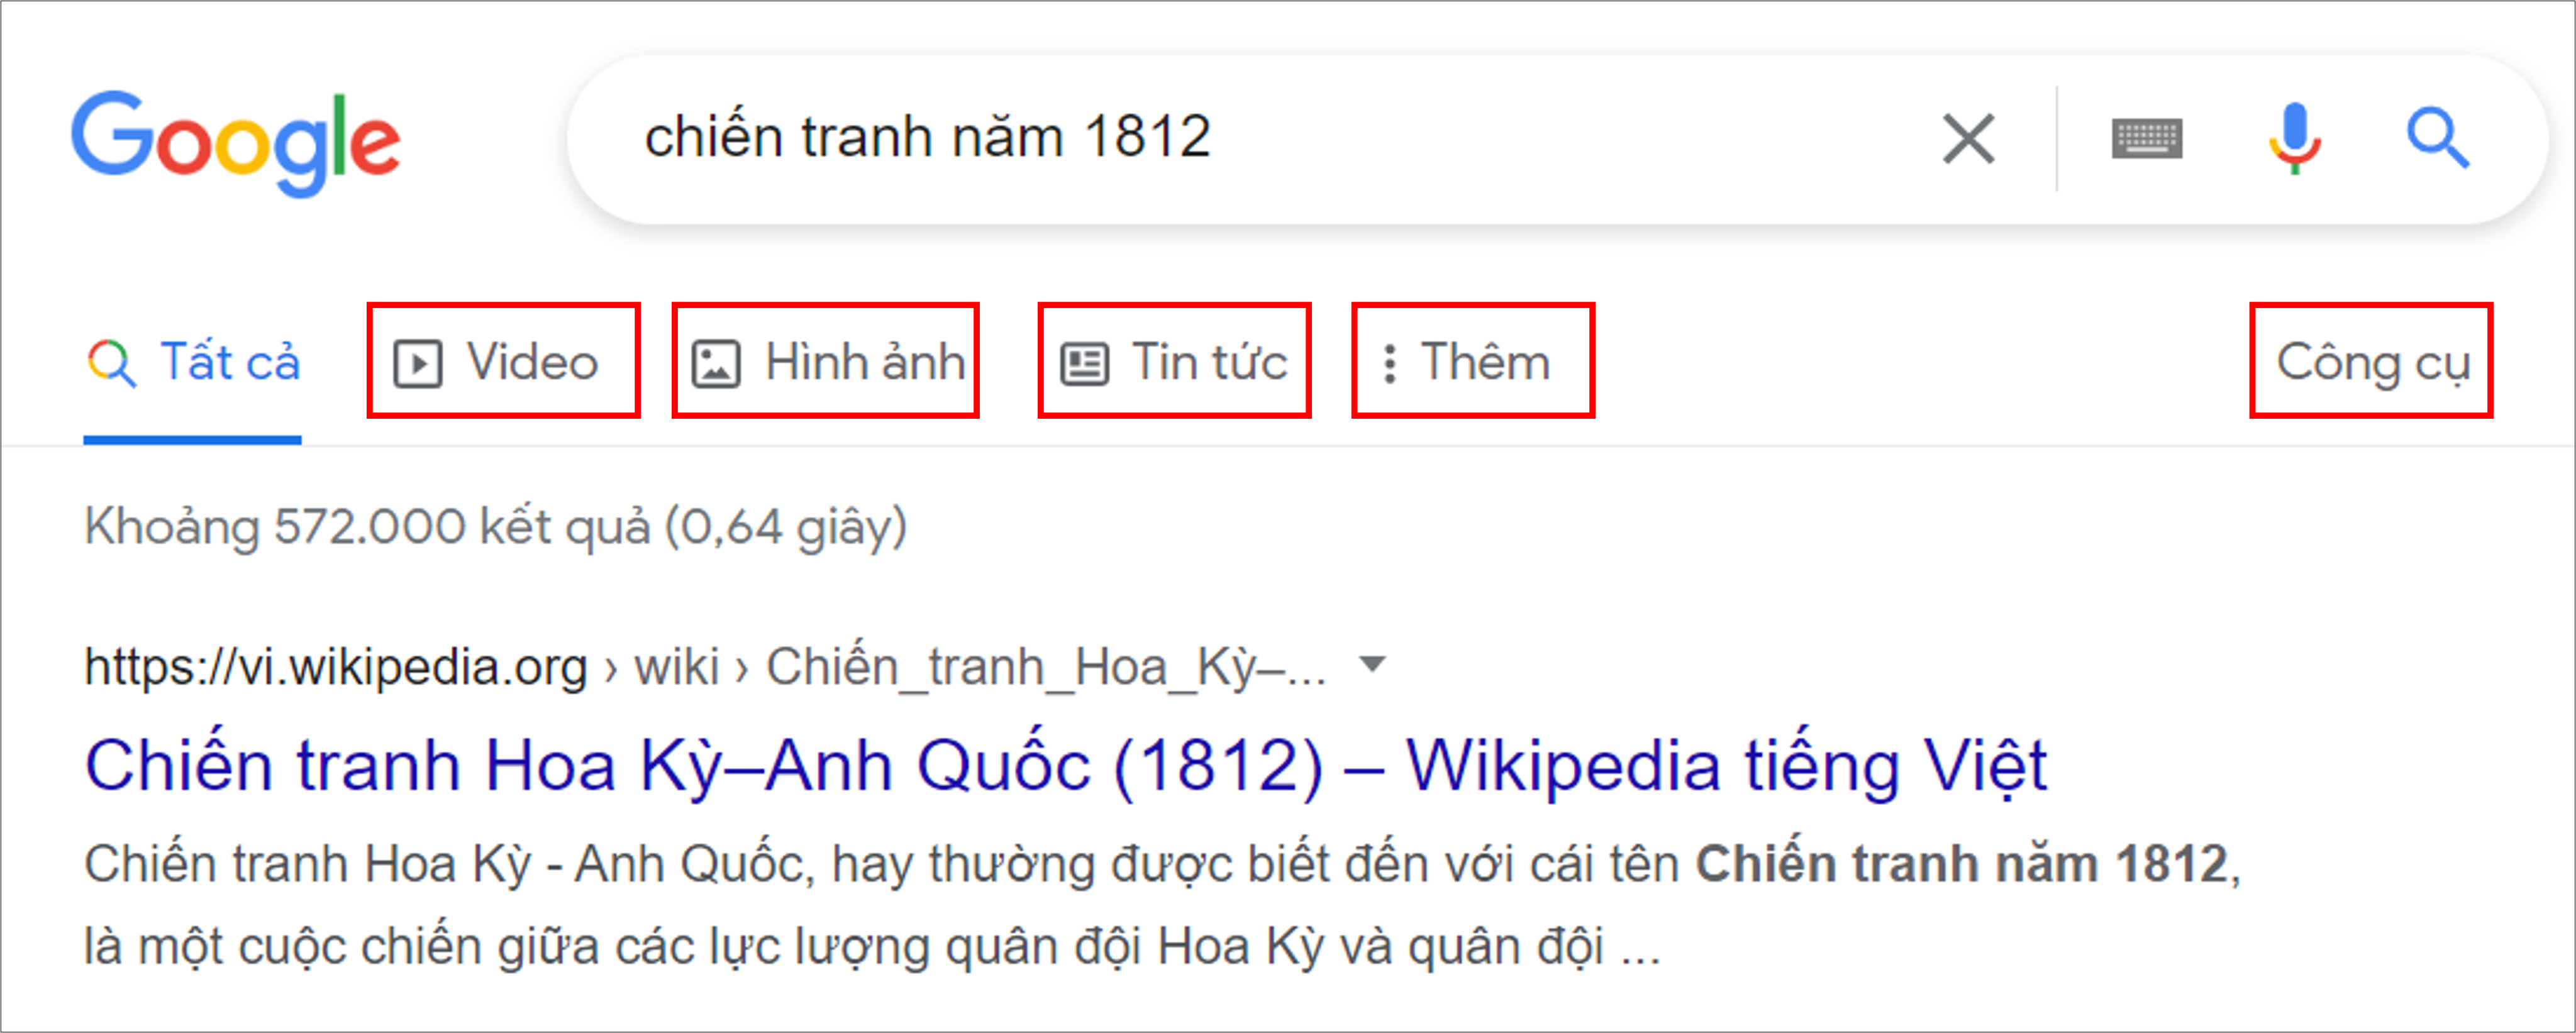 Google chiến tranh năm 1812
Tất cả Video Hình ảnh Tin tức Thêm Công cụ
Khoảng 572.000 kết quả (0,64 giây)
https://vi.wikipedia.org › wiki › Chiến_tranh_Hoa_Kỳ–...
Chiến tranh Hoa Kỳ–Anh Quốc (1812) – Wikipedia tiếng Việt
Chiến tranh Hoa Kỳ - Anh Quốc, hay thường được biết đến với cái tên Chiến tranh năm 1812,
là một cuộc chiến giữa các lực lượng quân đội Hoa Kỳ và quân đội ...